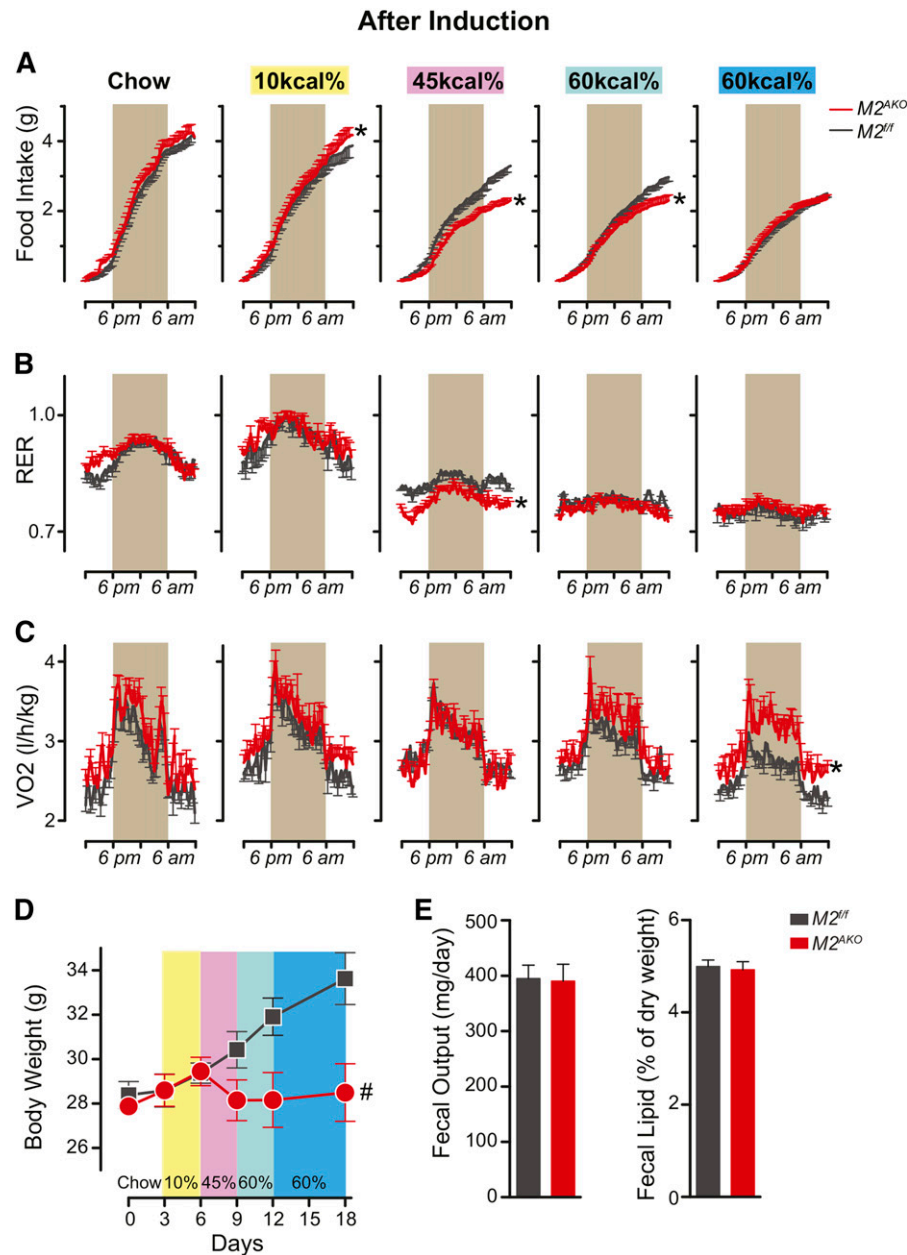 After Induction
A
Chow
10kcal%
45kcal%
60kcal%
60kcal%
Food Intake (g)
4
2
*
*
*
M2AKO
M2f/f
6 pm 6 am
6 pm 6 am
6 pm 6 am
6 pm 6 am
6 pm 6 am
B
RER
1.0
0.7
*
6 pm 6 am
6 pm 6 am
6 pm 6 am
6 pm 6 am
6 pm 6 am
C
VO2 (l/h/kg)
4
3
2
*
6 pm 6 am
6 pm 6 am
6 pm 6 am
6 pm 6 am
6 pm 6 am
D
Body Weight (g)
34
32
30
28
26
#
Chow 10% 45% 60% 60%
0 3 6 9 12 15 18
Days
E
Fecal Output (mg/day)
500
400
300
400
100
0
Fecal Lipid (% of dry weight)
6
4
2
0
M2f/f
M2AKO